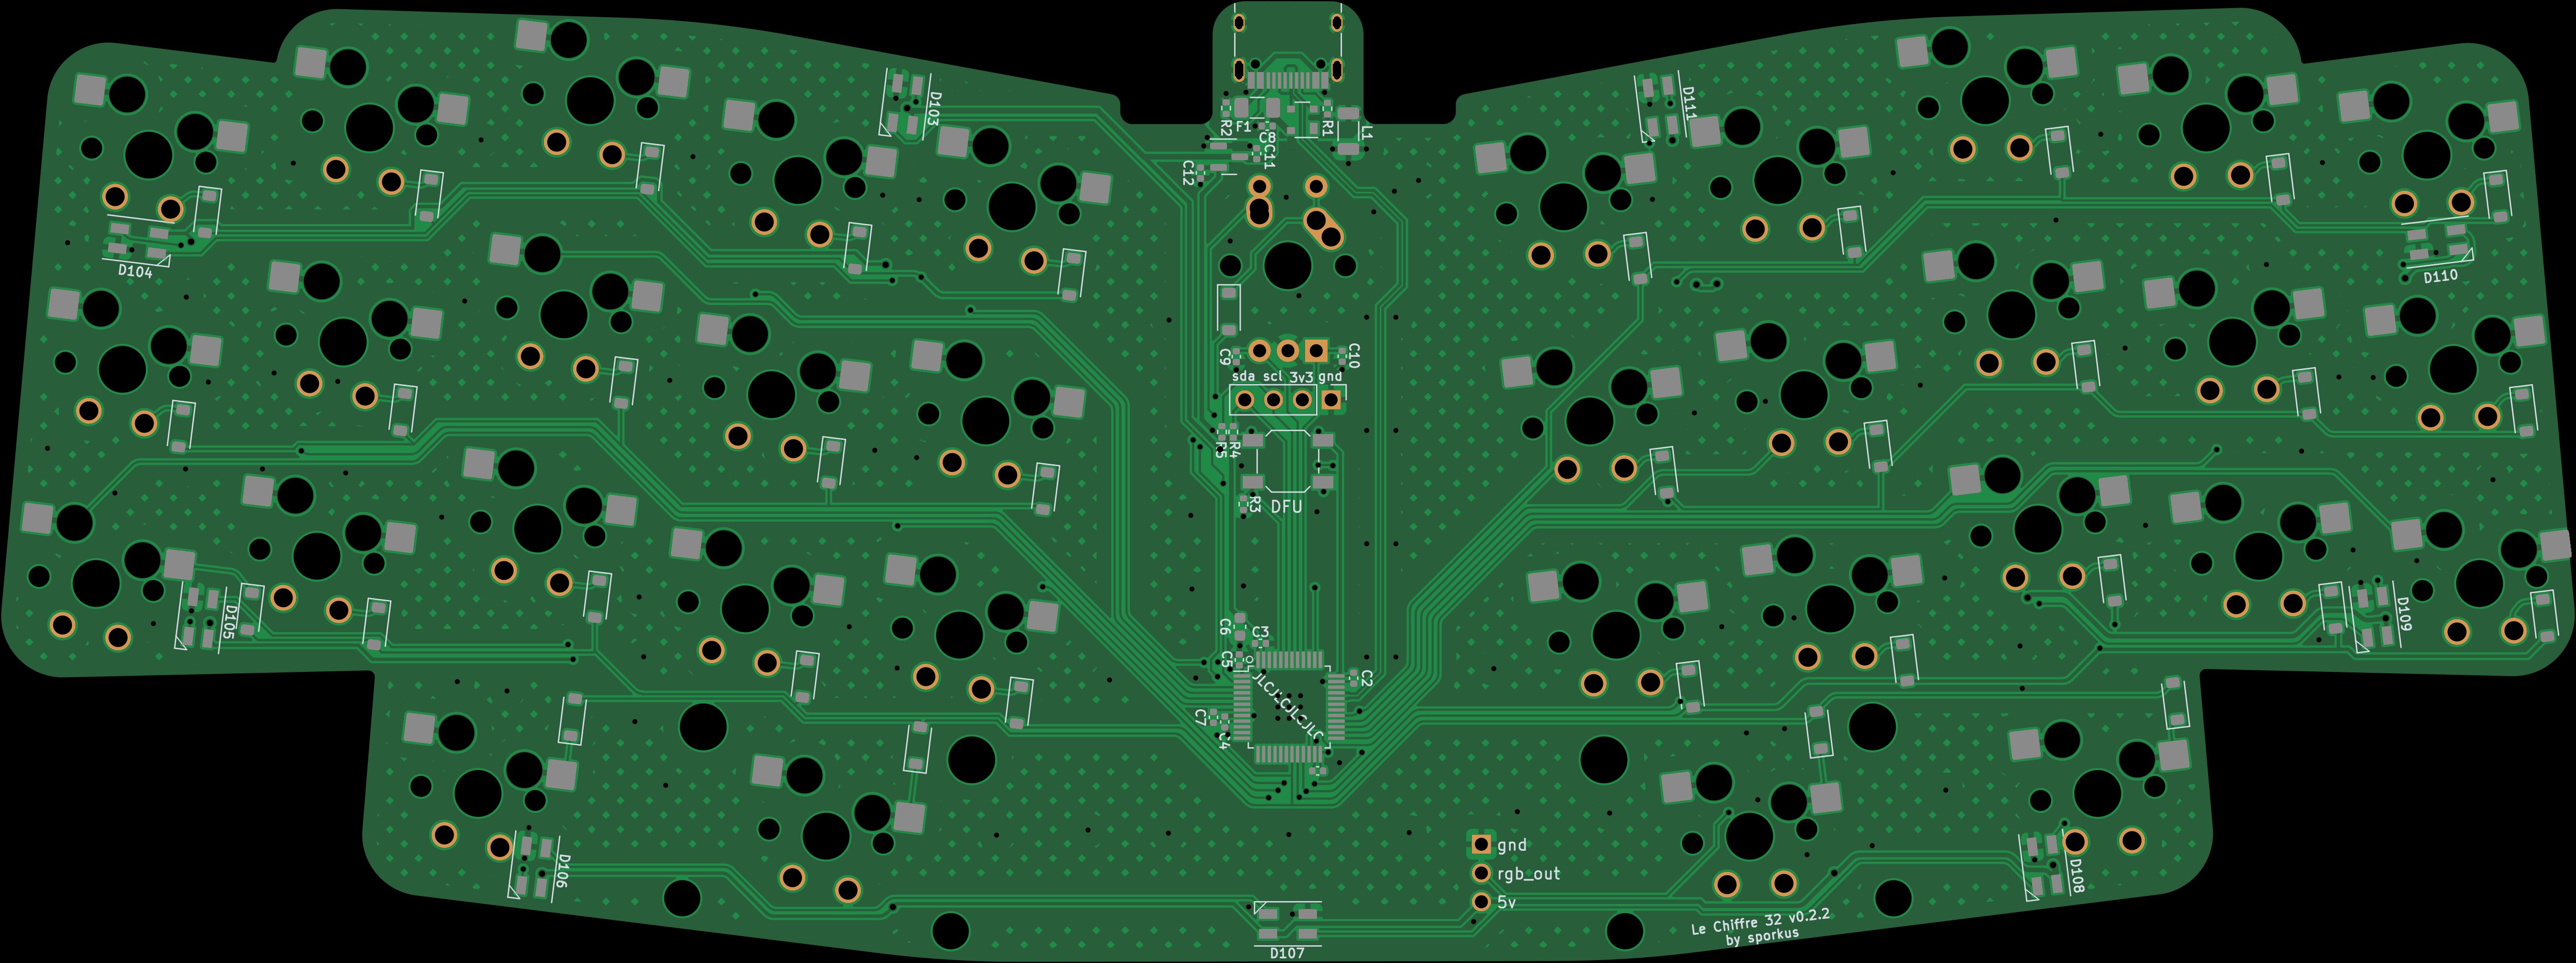 D103
D111
R2
F1
R1
L1
C8
C11
C12
D104
D110
C9
C10
sda scl 3v3 gnd
R5
R4
R3
DFU
D105
D109
C6
C3
C5
C2
JLCJLCJLCJLC
C7
C4
gnd
rgb_out
5v
D106
D108
Le Chiffre 32 v0.2.2
by sporkus
D107